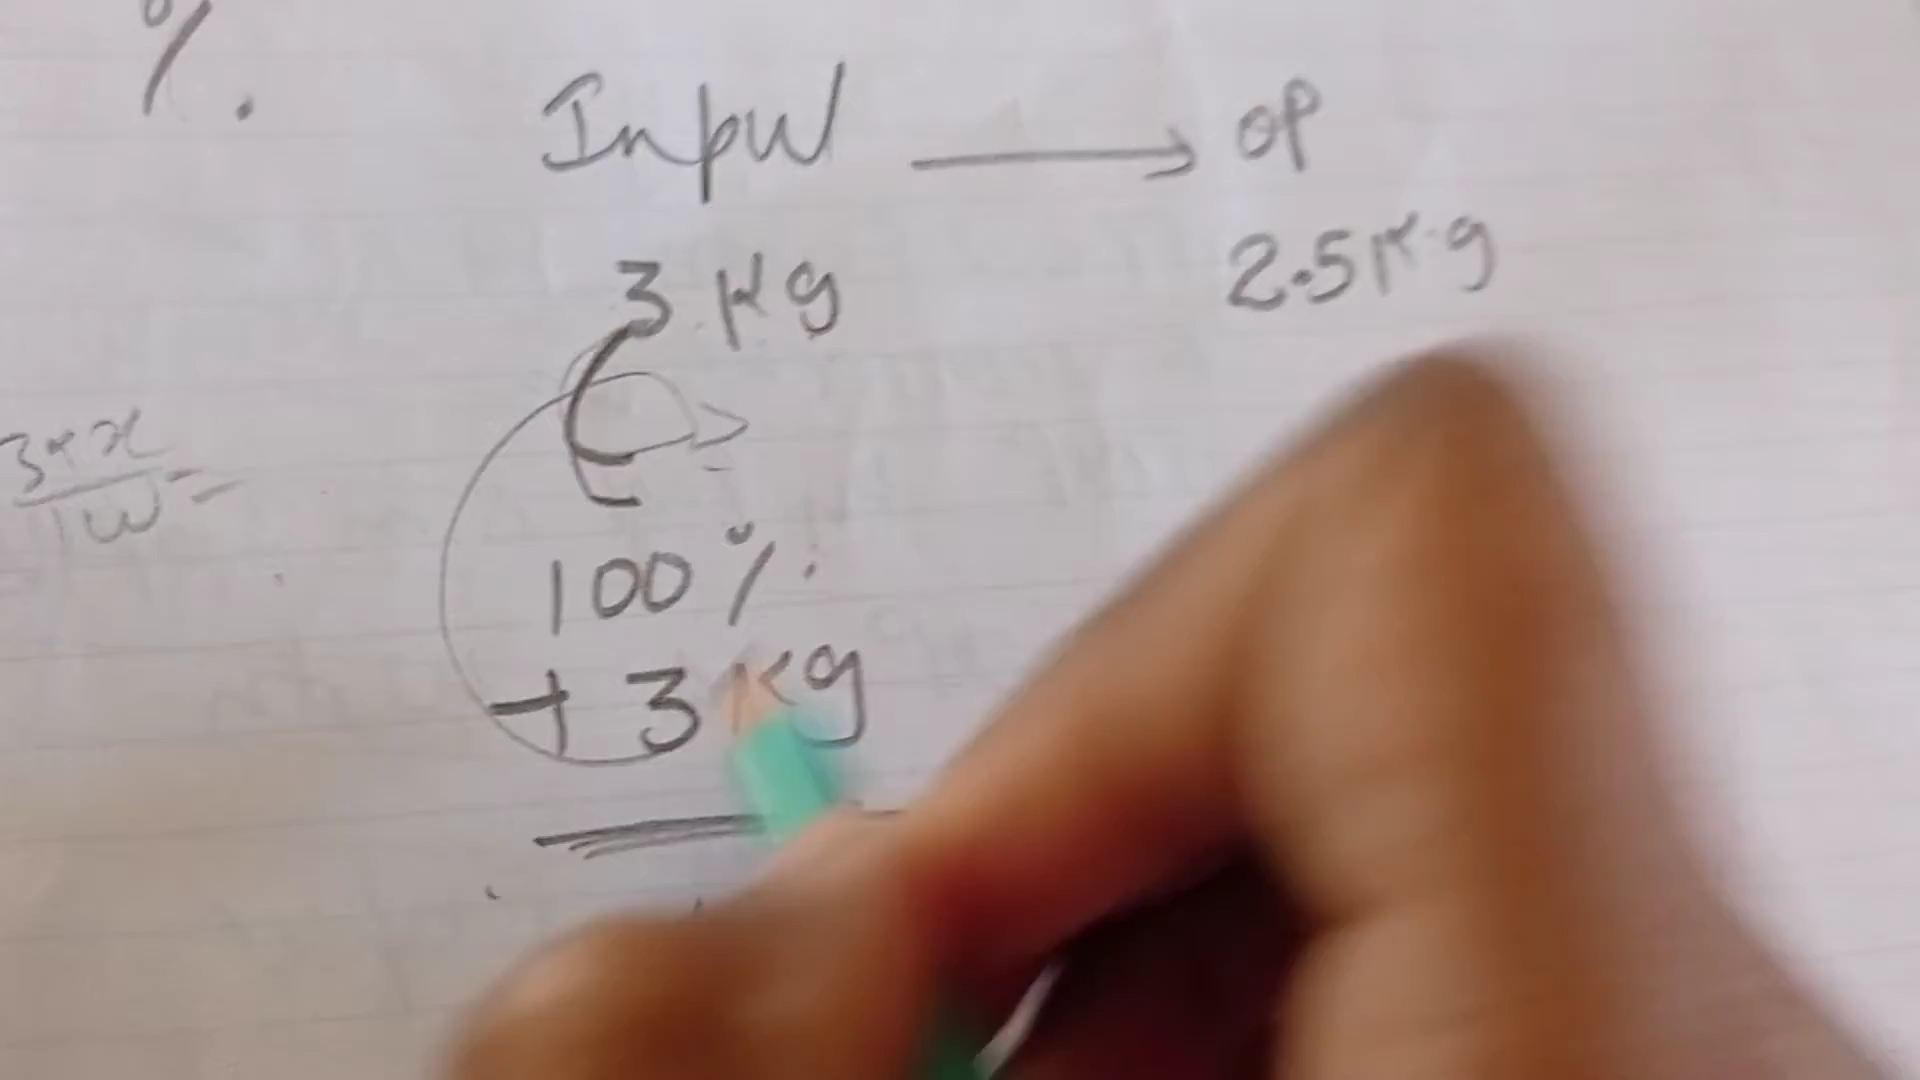 %.
Input → OP
3 Kg 2.5 Kg
100%.
+ 3 Kg